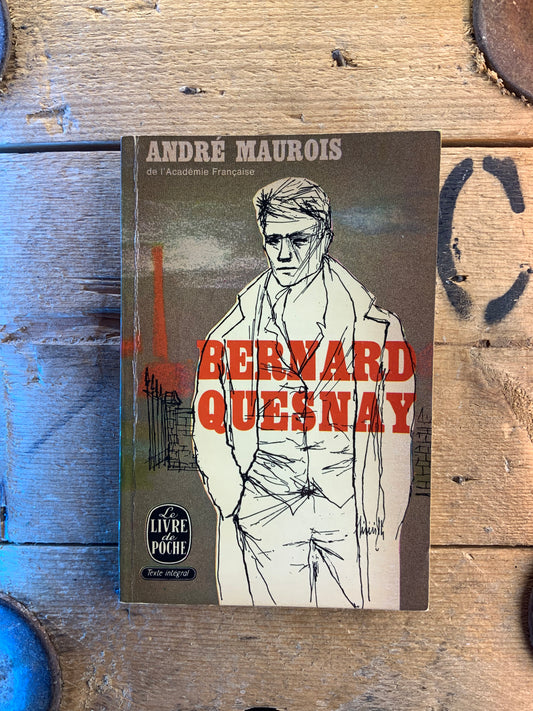 ANDRÉ MAUROIS
de l'Académie Française
BERNARD
QUESNAY
Le
LIVRE
de
POCHE
Texte intégral